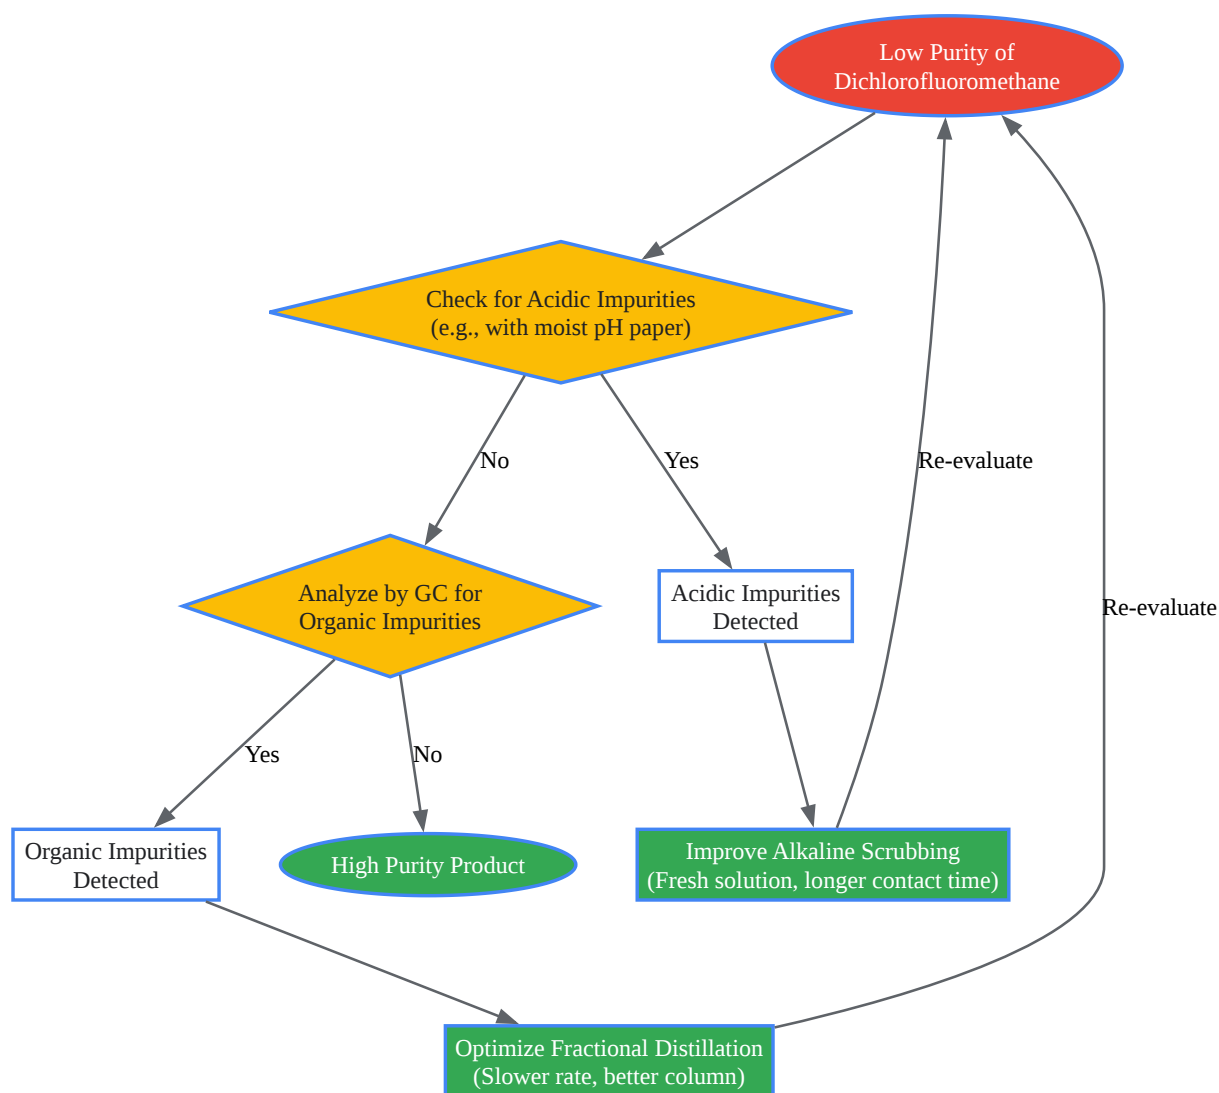 Low Purity of
Dichlorofluoromethane
Check for Acidic Impurities
(e.g., with moist pH paper)
No
Yes
Re-evaluate
Analyze by GC for
Organic Impurities
Acidic Impurities
Detected
Re-evaluate
Yes
No
Organic Impurities
Detected
High Purity Product
Improve Alkaline Scrubbing
(Fresh solution, longer contact time)
Optimize Fractional Distillation
(Slower rate, better column)